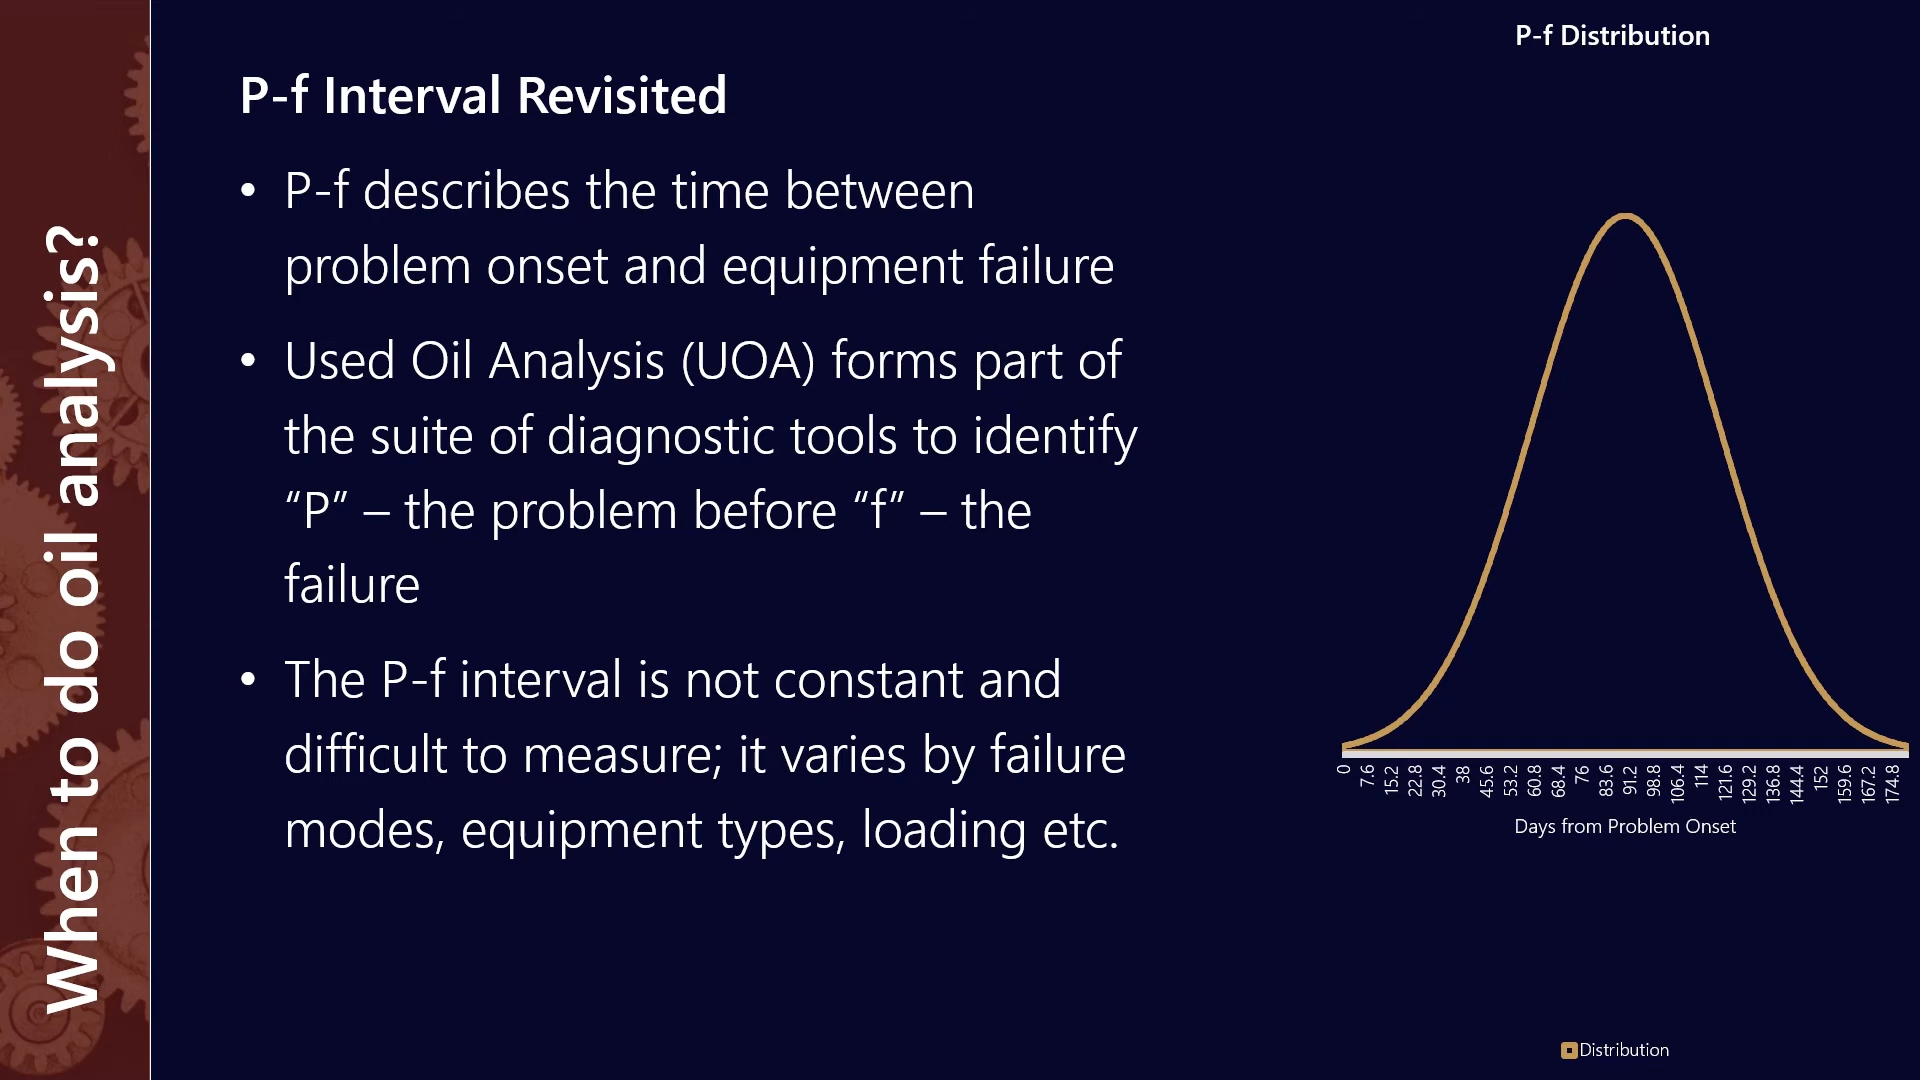 When to do oil analysis?
P-f Interval Revisited
• P-f describes the time between
problem onset and equipment failure
• Used Oil Analysis (UOA) forms part of
the suite of diagnostic tools to identify
“P” – the problem before “f” – the
failure
• The P-f interval is not constant and
difficult to measure; it varies by failure
modes, equipment types, loading etc.
P-f Distribution
0 7.6 15.2 22.8 30.4 38 45.6 53.2 60.8 68.4 76 83.6 91.2 98.8 106.4 114 121.6 129.2 136.8 144.4 152 159.6 167.2 174.8
Days from Problem Onset
Distribution